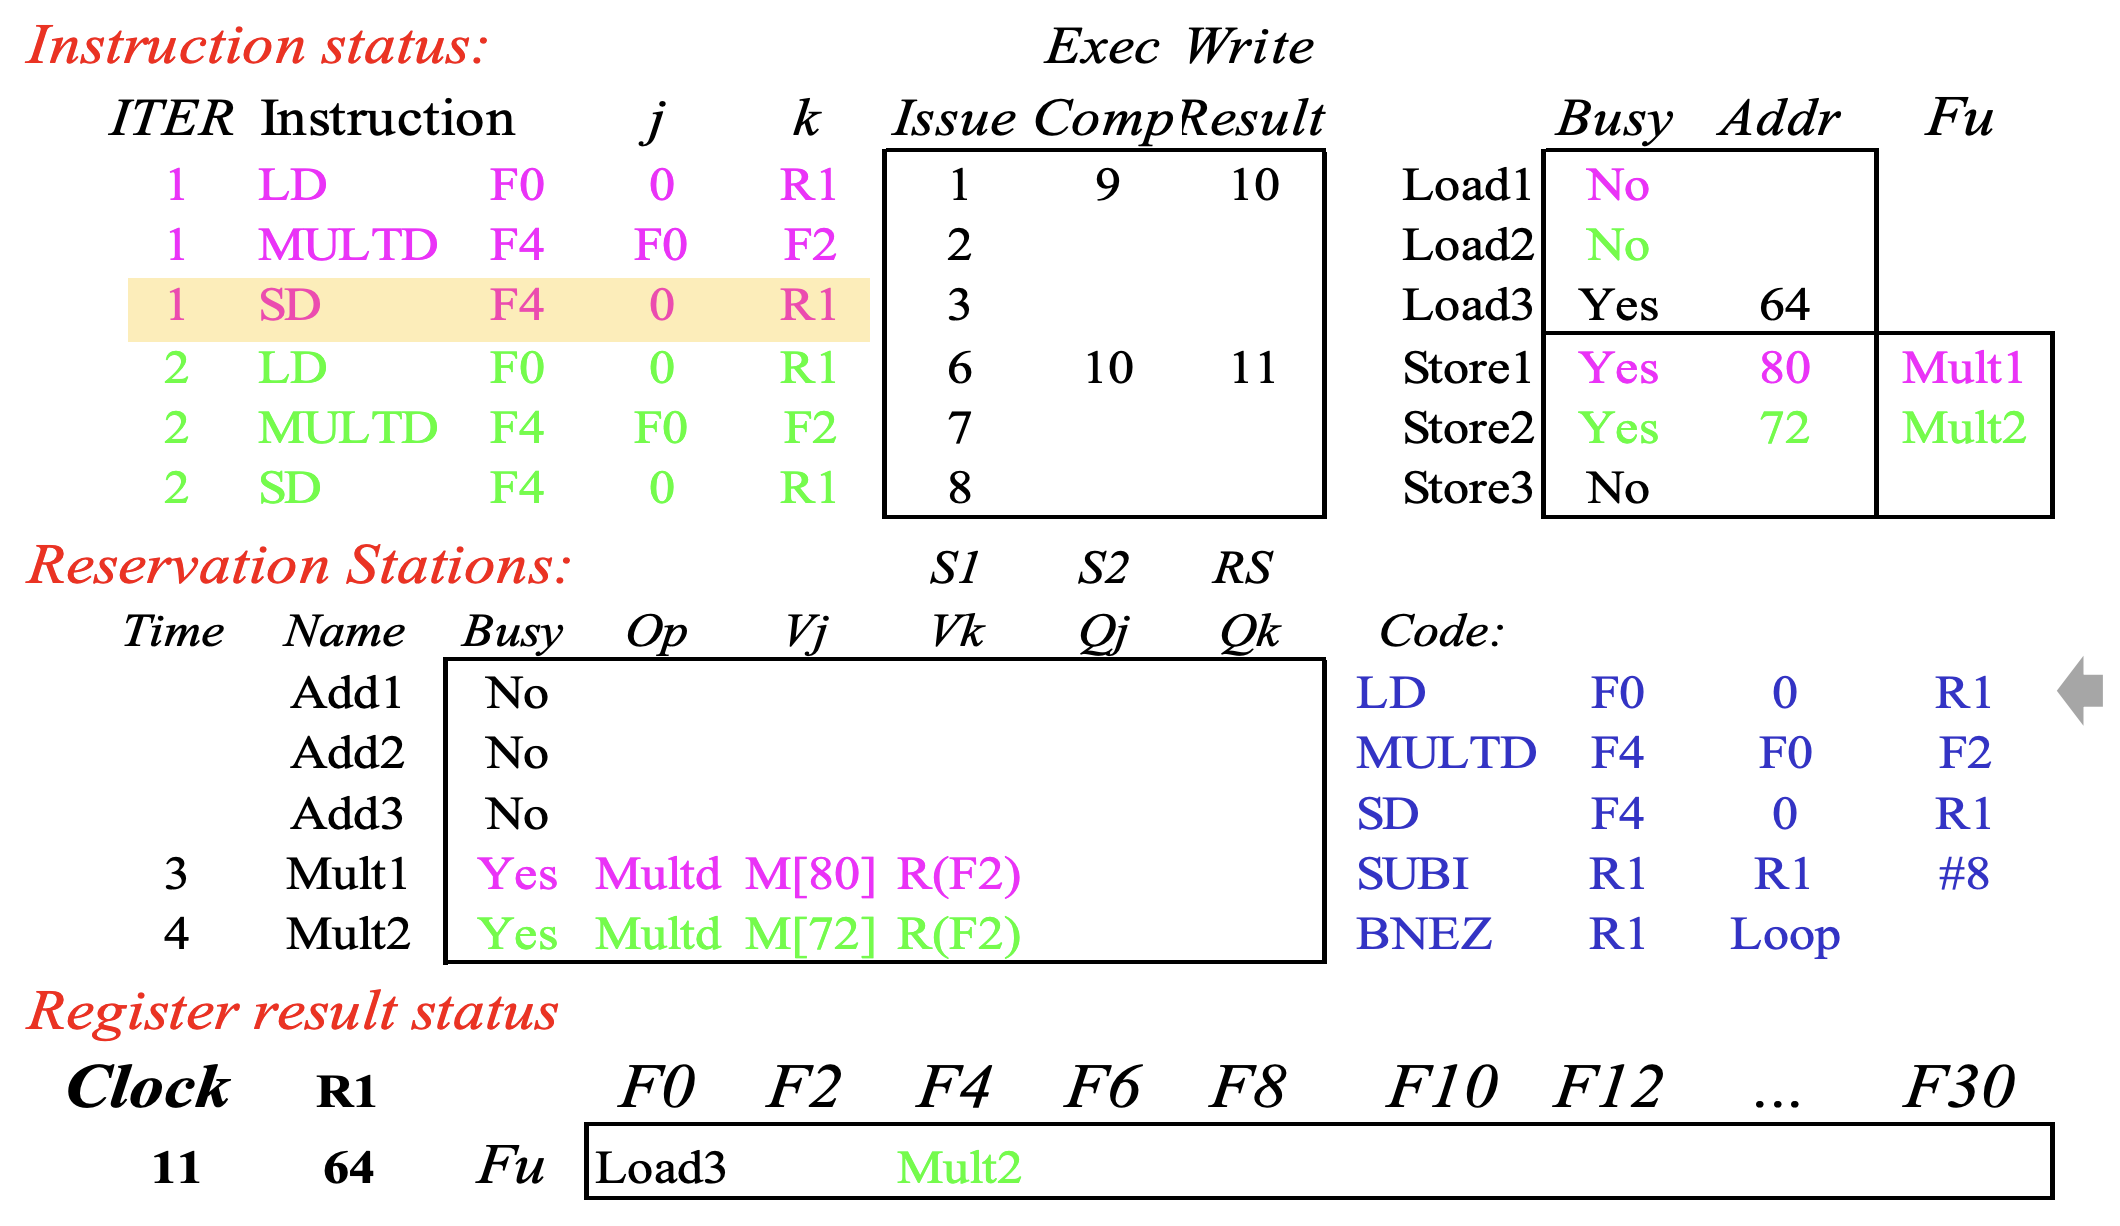 Instruction status: Exec Write
ITER Instruction j k Issue Comp Result Busy Addr Fu
1 LD F0 0 R1 1 9 10 Load1 No
1 MULTD F4 F0 F2 2 Load2 No
1 SD F4 0 R1 3 Load3 Yes 64
2 LD F0 0 R1 6 10 11 Store1 Yes 80 Mult1
2 MULTD F4 F0 F2 7 Store2 Yes 72 Mult2
2 SD F4 0 R1 8 Store3 No
Reservation Stations: S1 S2 RS
Time Name Busy Op Vj Vk Qj Qk Code:
Add1 No LD F0 0 R1
Add2 No MULTD F4 F0 F2
Add3 No SD F4 0 R1
3 Mult1 Yes Multd M[80] R(F2) SUBI R1 R1 #8
4 Mult2 Yes Multd M[72] R(F2) BNEZ R1 Loop
Register result status
Clock R1 F0 F2 F4 F6 F8 F10 F12 ... F30
11 64 Fu Load3 Mult2